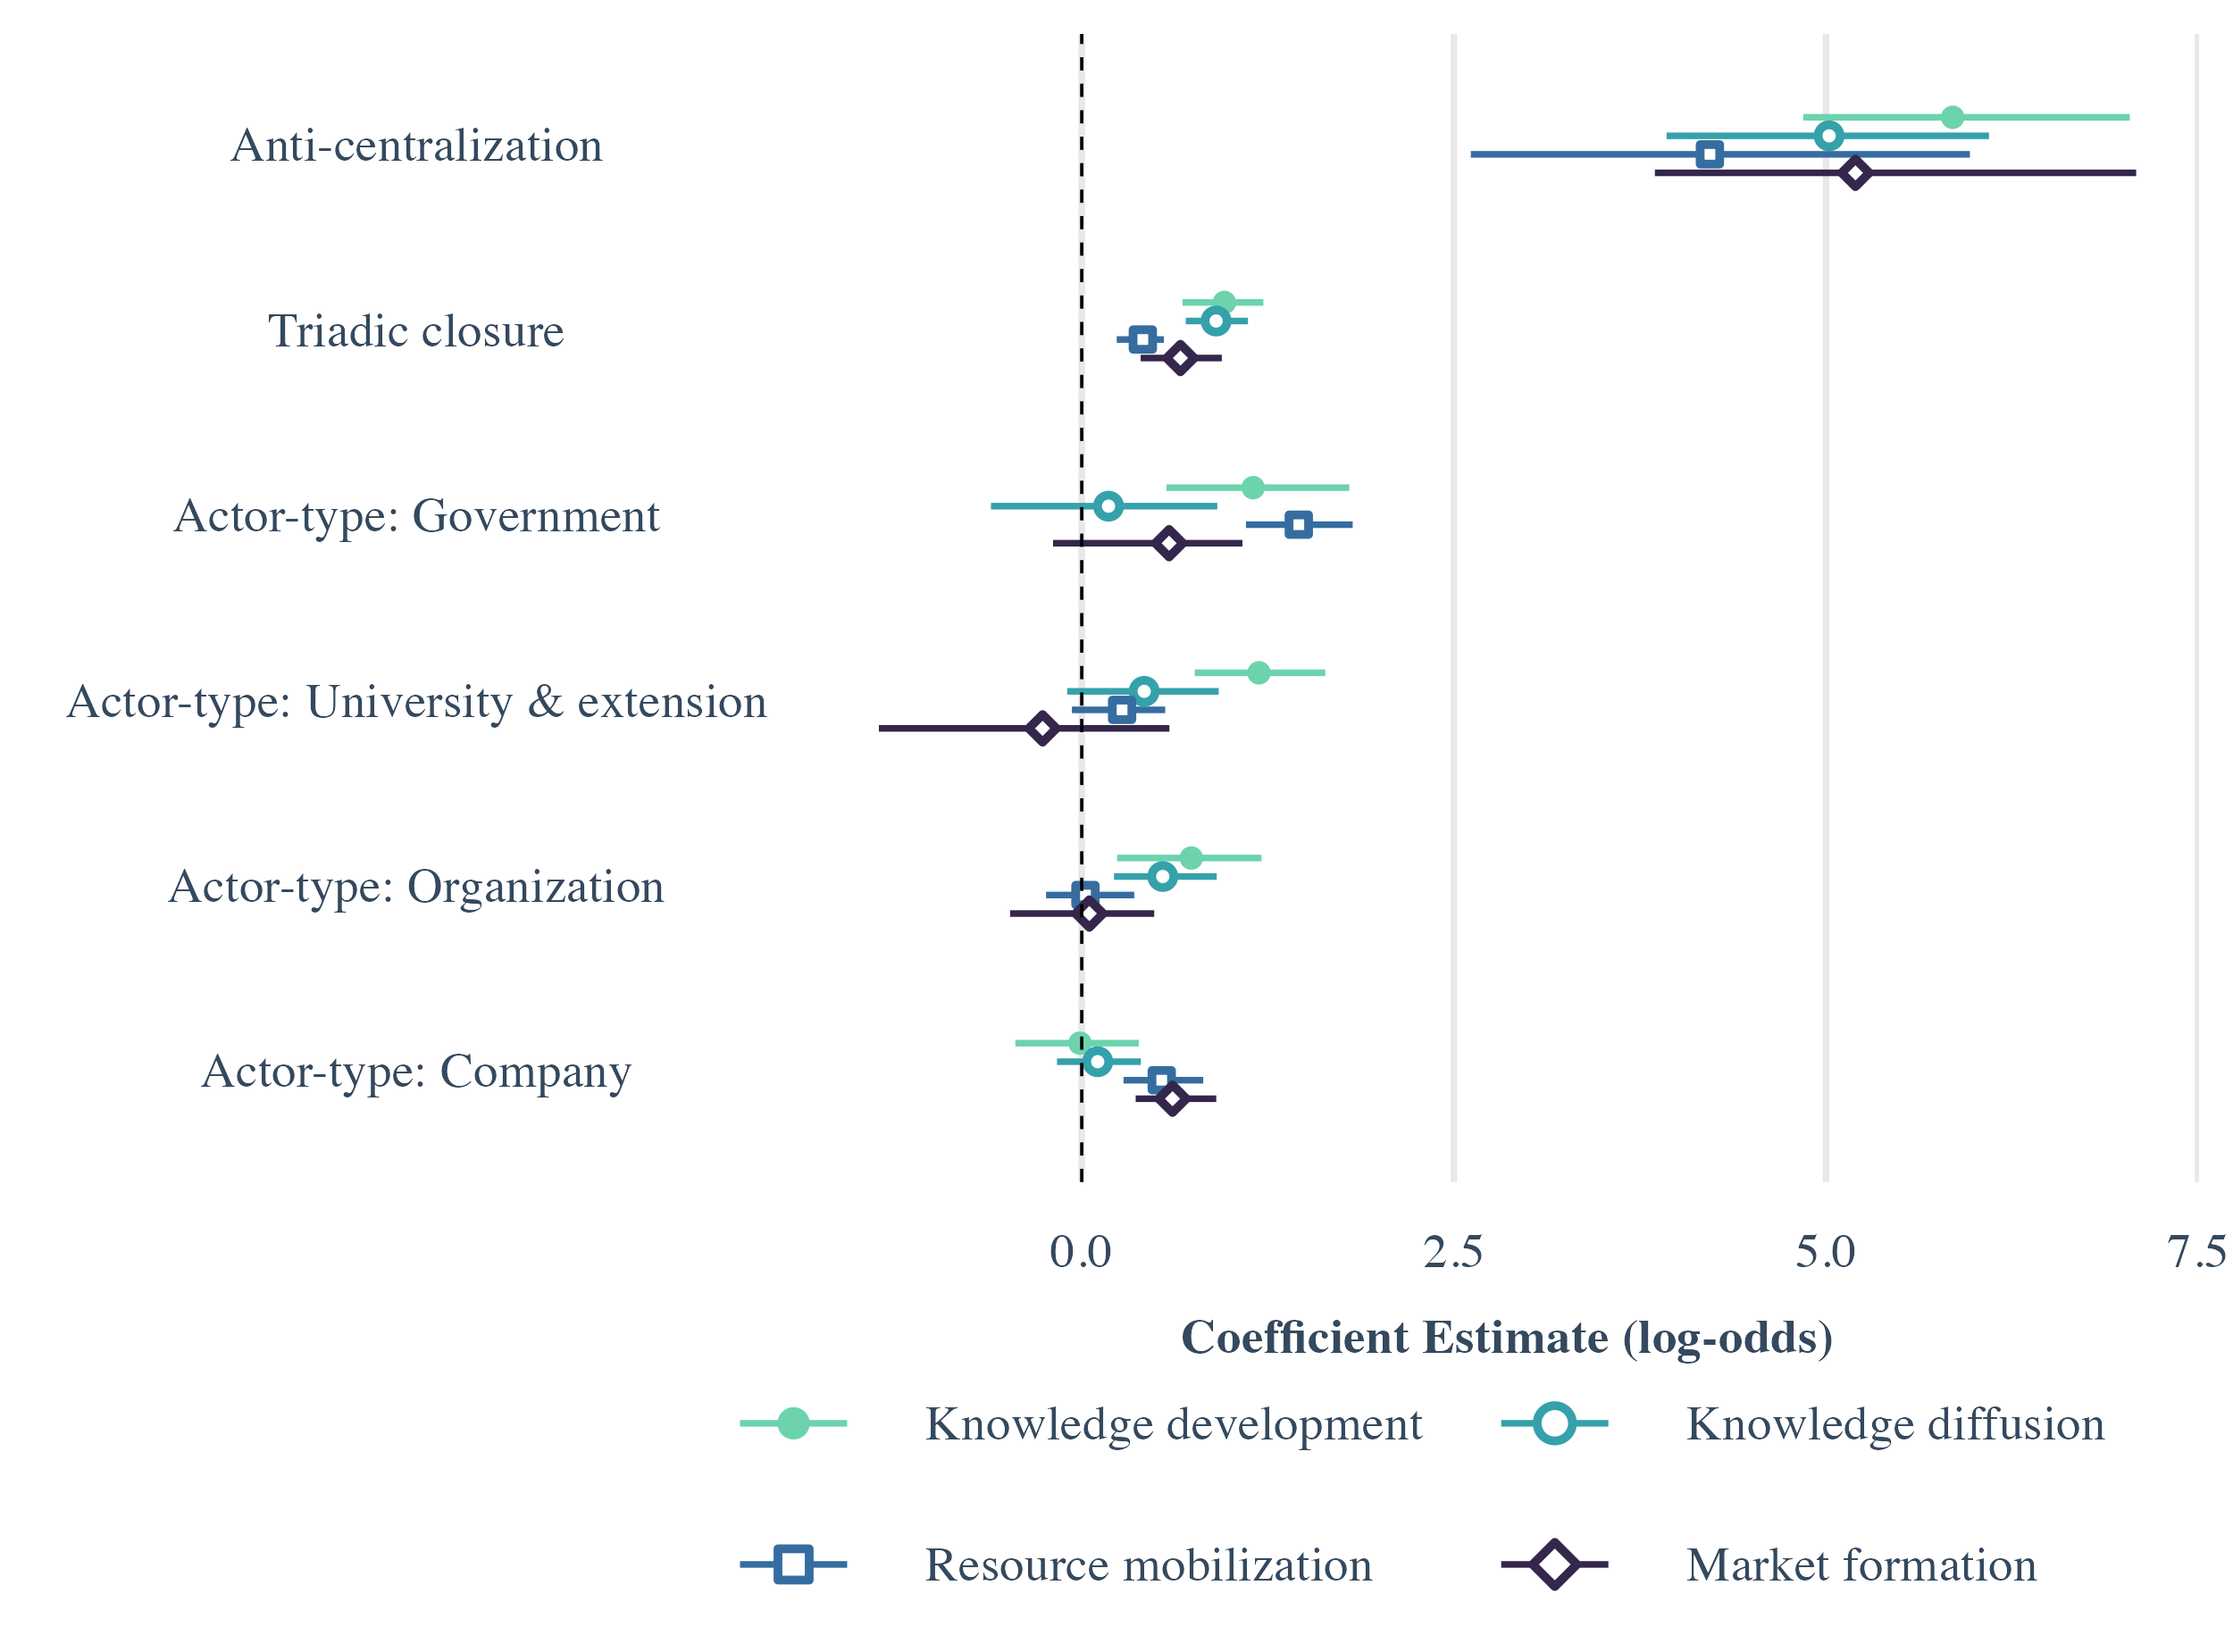 Anti-centralization
Triadic closure
Actor-type: Government
Actor-type: University & extension
Actor-type: Organization
Actor-type: Company
0.0 2.5 5.0 7.5
Coefficient Estimate (log-odds)
Knowledge development Knowledge diffusion
Resource mobilization Market formation